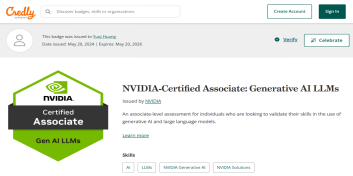 Credly
Discover badges, skills or organizations
Create Account
Sign In
This badge was issued to Yuqi Huang
Date issued: May 20, 2024 | Expires: May 20, 2026
Verify
Celebrate
NVIDIA
Certified
Associate
Gen AI LLMs
NVIDIA-Certified Associate: Generative AI LLMs
Issued by NVIDIA
An associate-level assessment for individuals who are looking to validate their skills in the use of
generative AI and large language models.
Learn more
Skills
AI
LLMs
NVIDIA Generative AI
NVIDIA Solutions